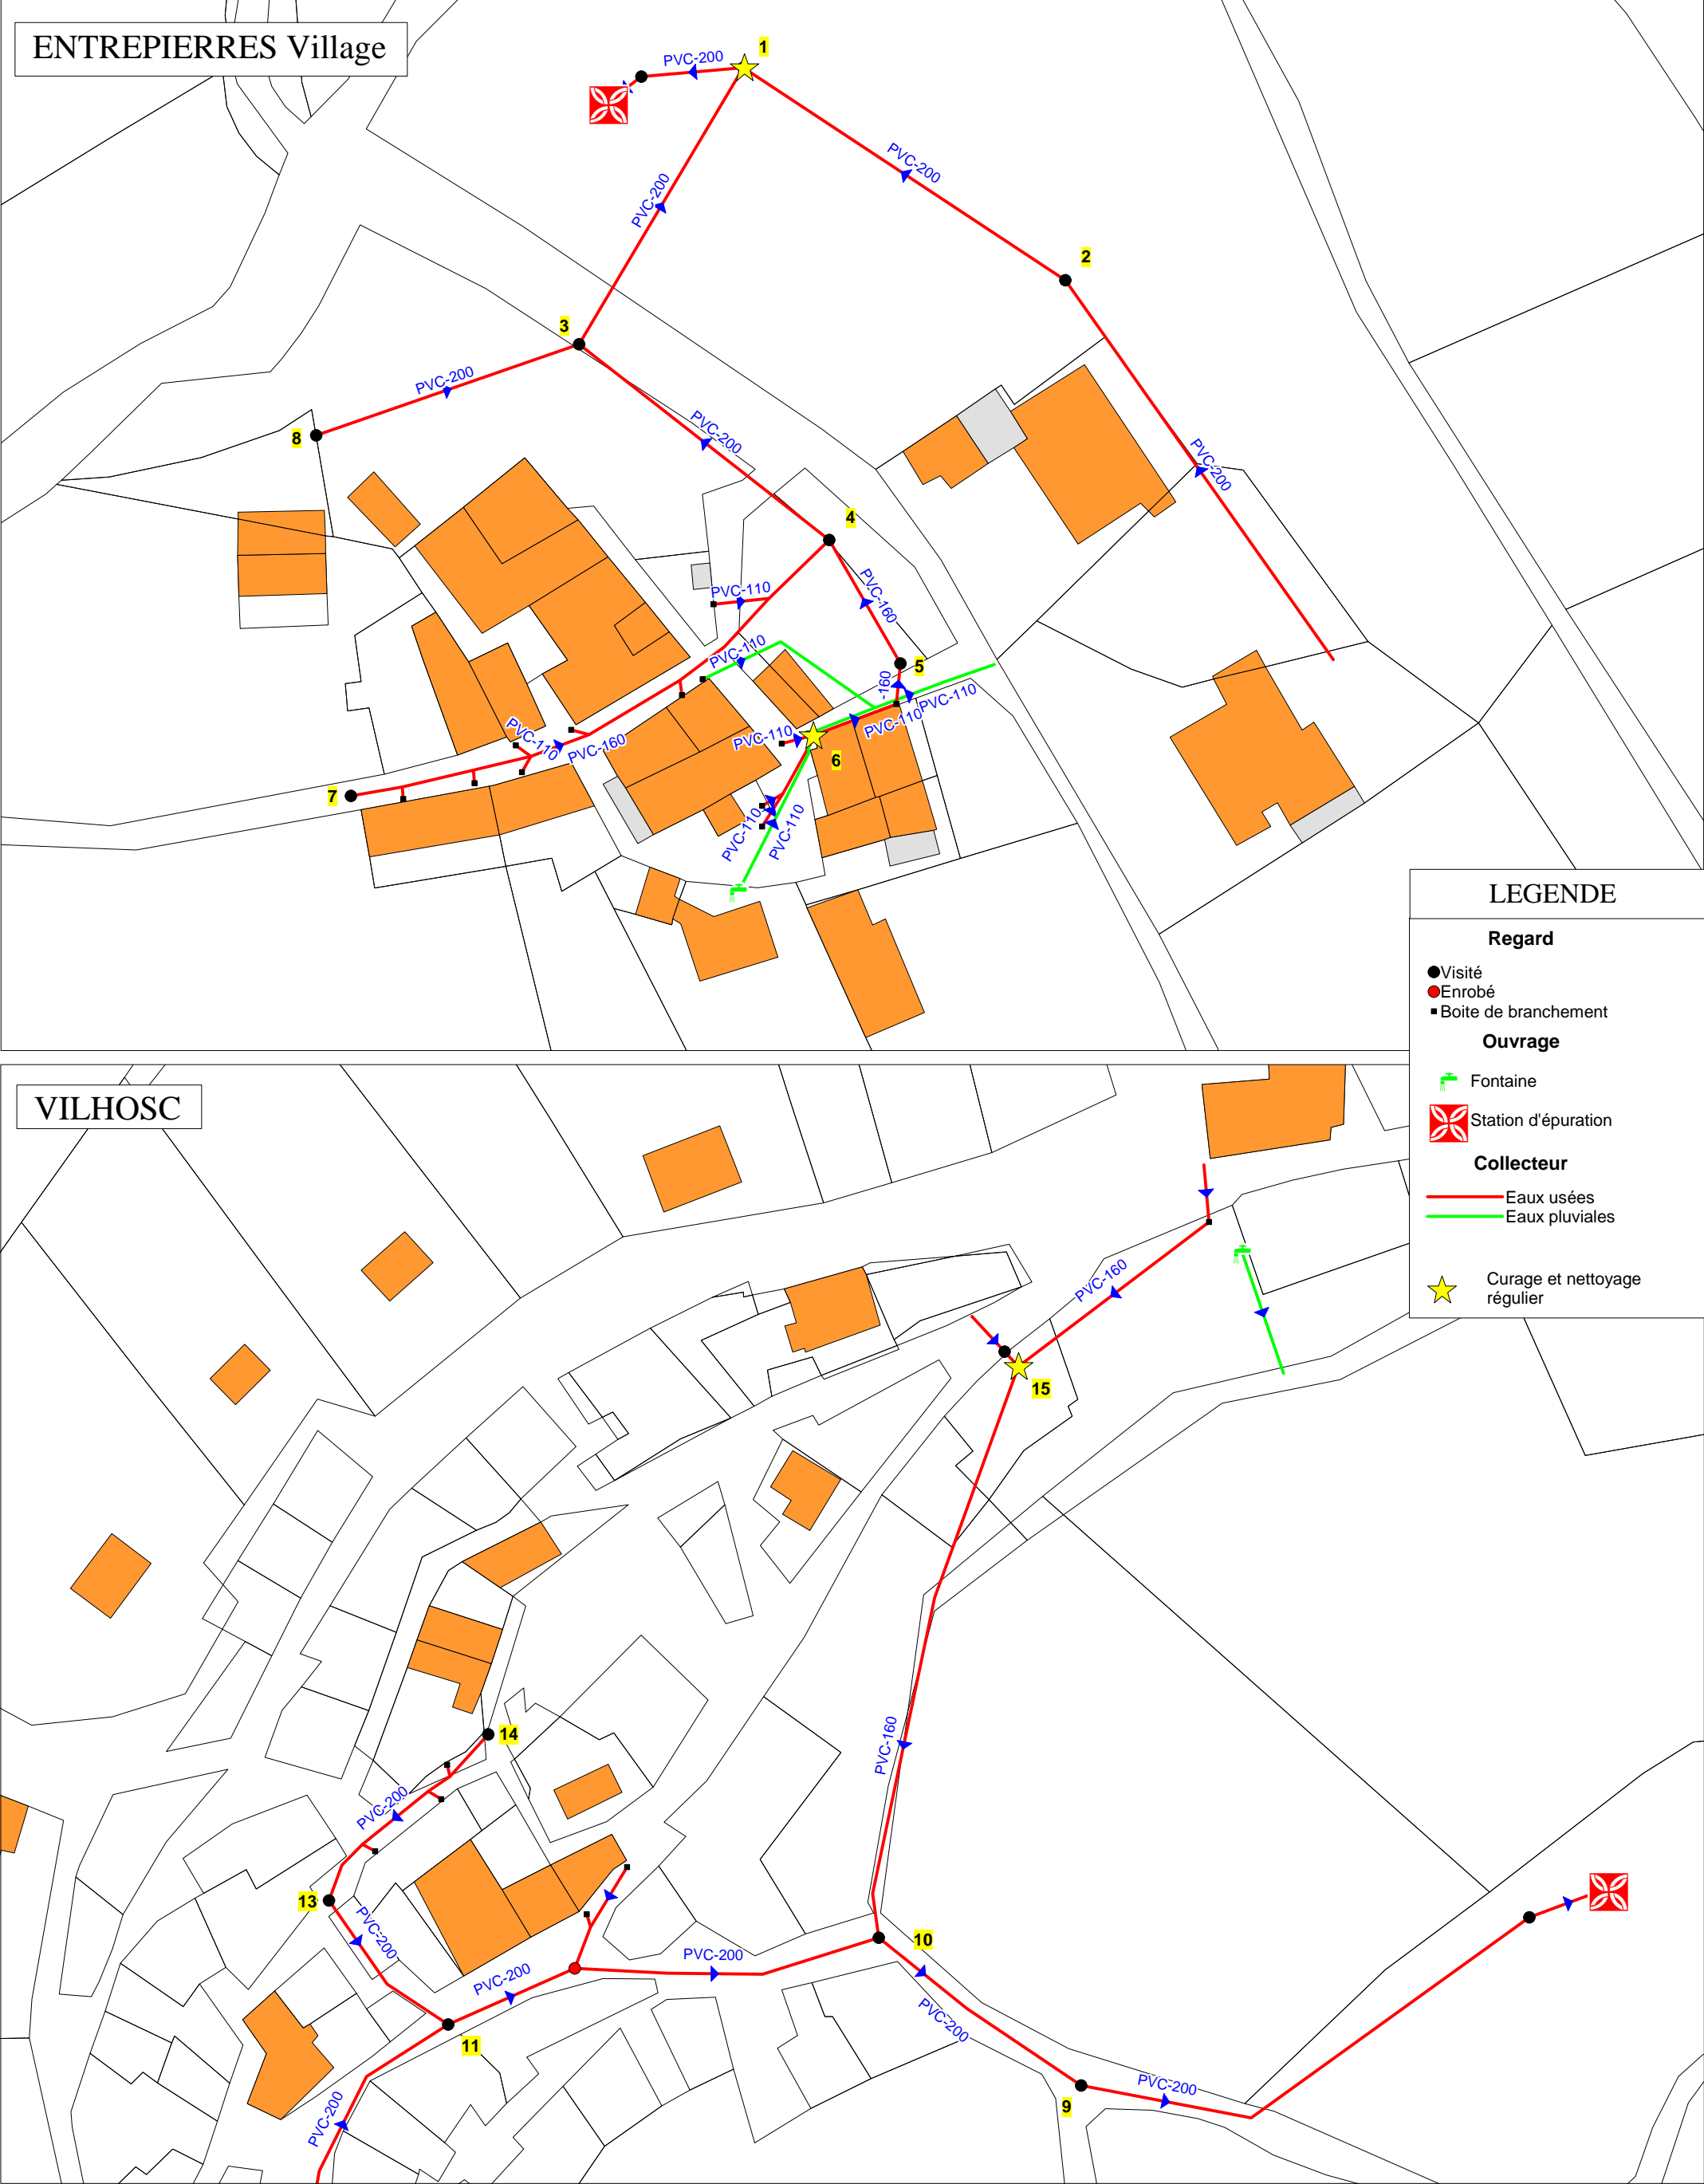 ENTREPIERRES Village
PVC-200
1
PVC-200
PVC-200
2
3
PVC-200
8
PVC-200
PVC-200
4
PVC-110
PVC-160
PVC-110
5
-160
PVC-110
PVC-110
PVC-110
PVC-110
PVC-160
6
7
PVC-110
PVC-110
LEGENDE
Regard
Visité
Enrobé
Boite de branchement
Ouvrage
Fontaine
Station d'épuration
Collecteur
Eaux usées
Eaux pluviales
Curage et nettoyage
régulier
VILHOSC
PVC-160
15
PVC-160
14
PVC-200
13
PVC-200
10
PVC-200
PVC-200
PVC-200
11
9
PVC-200
PVC-200